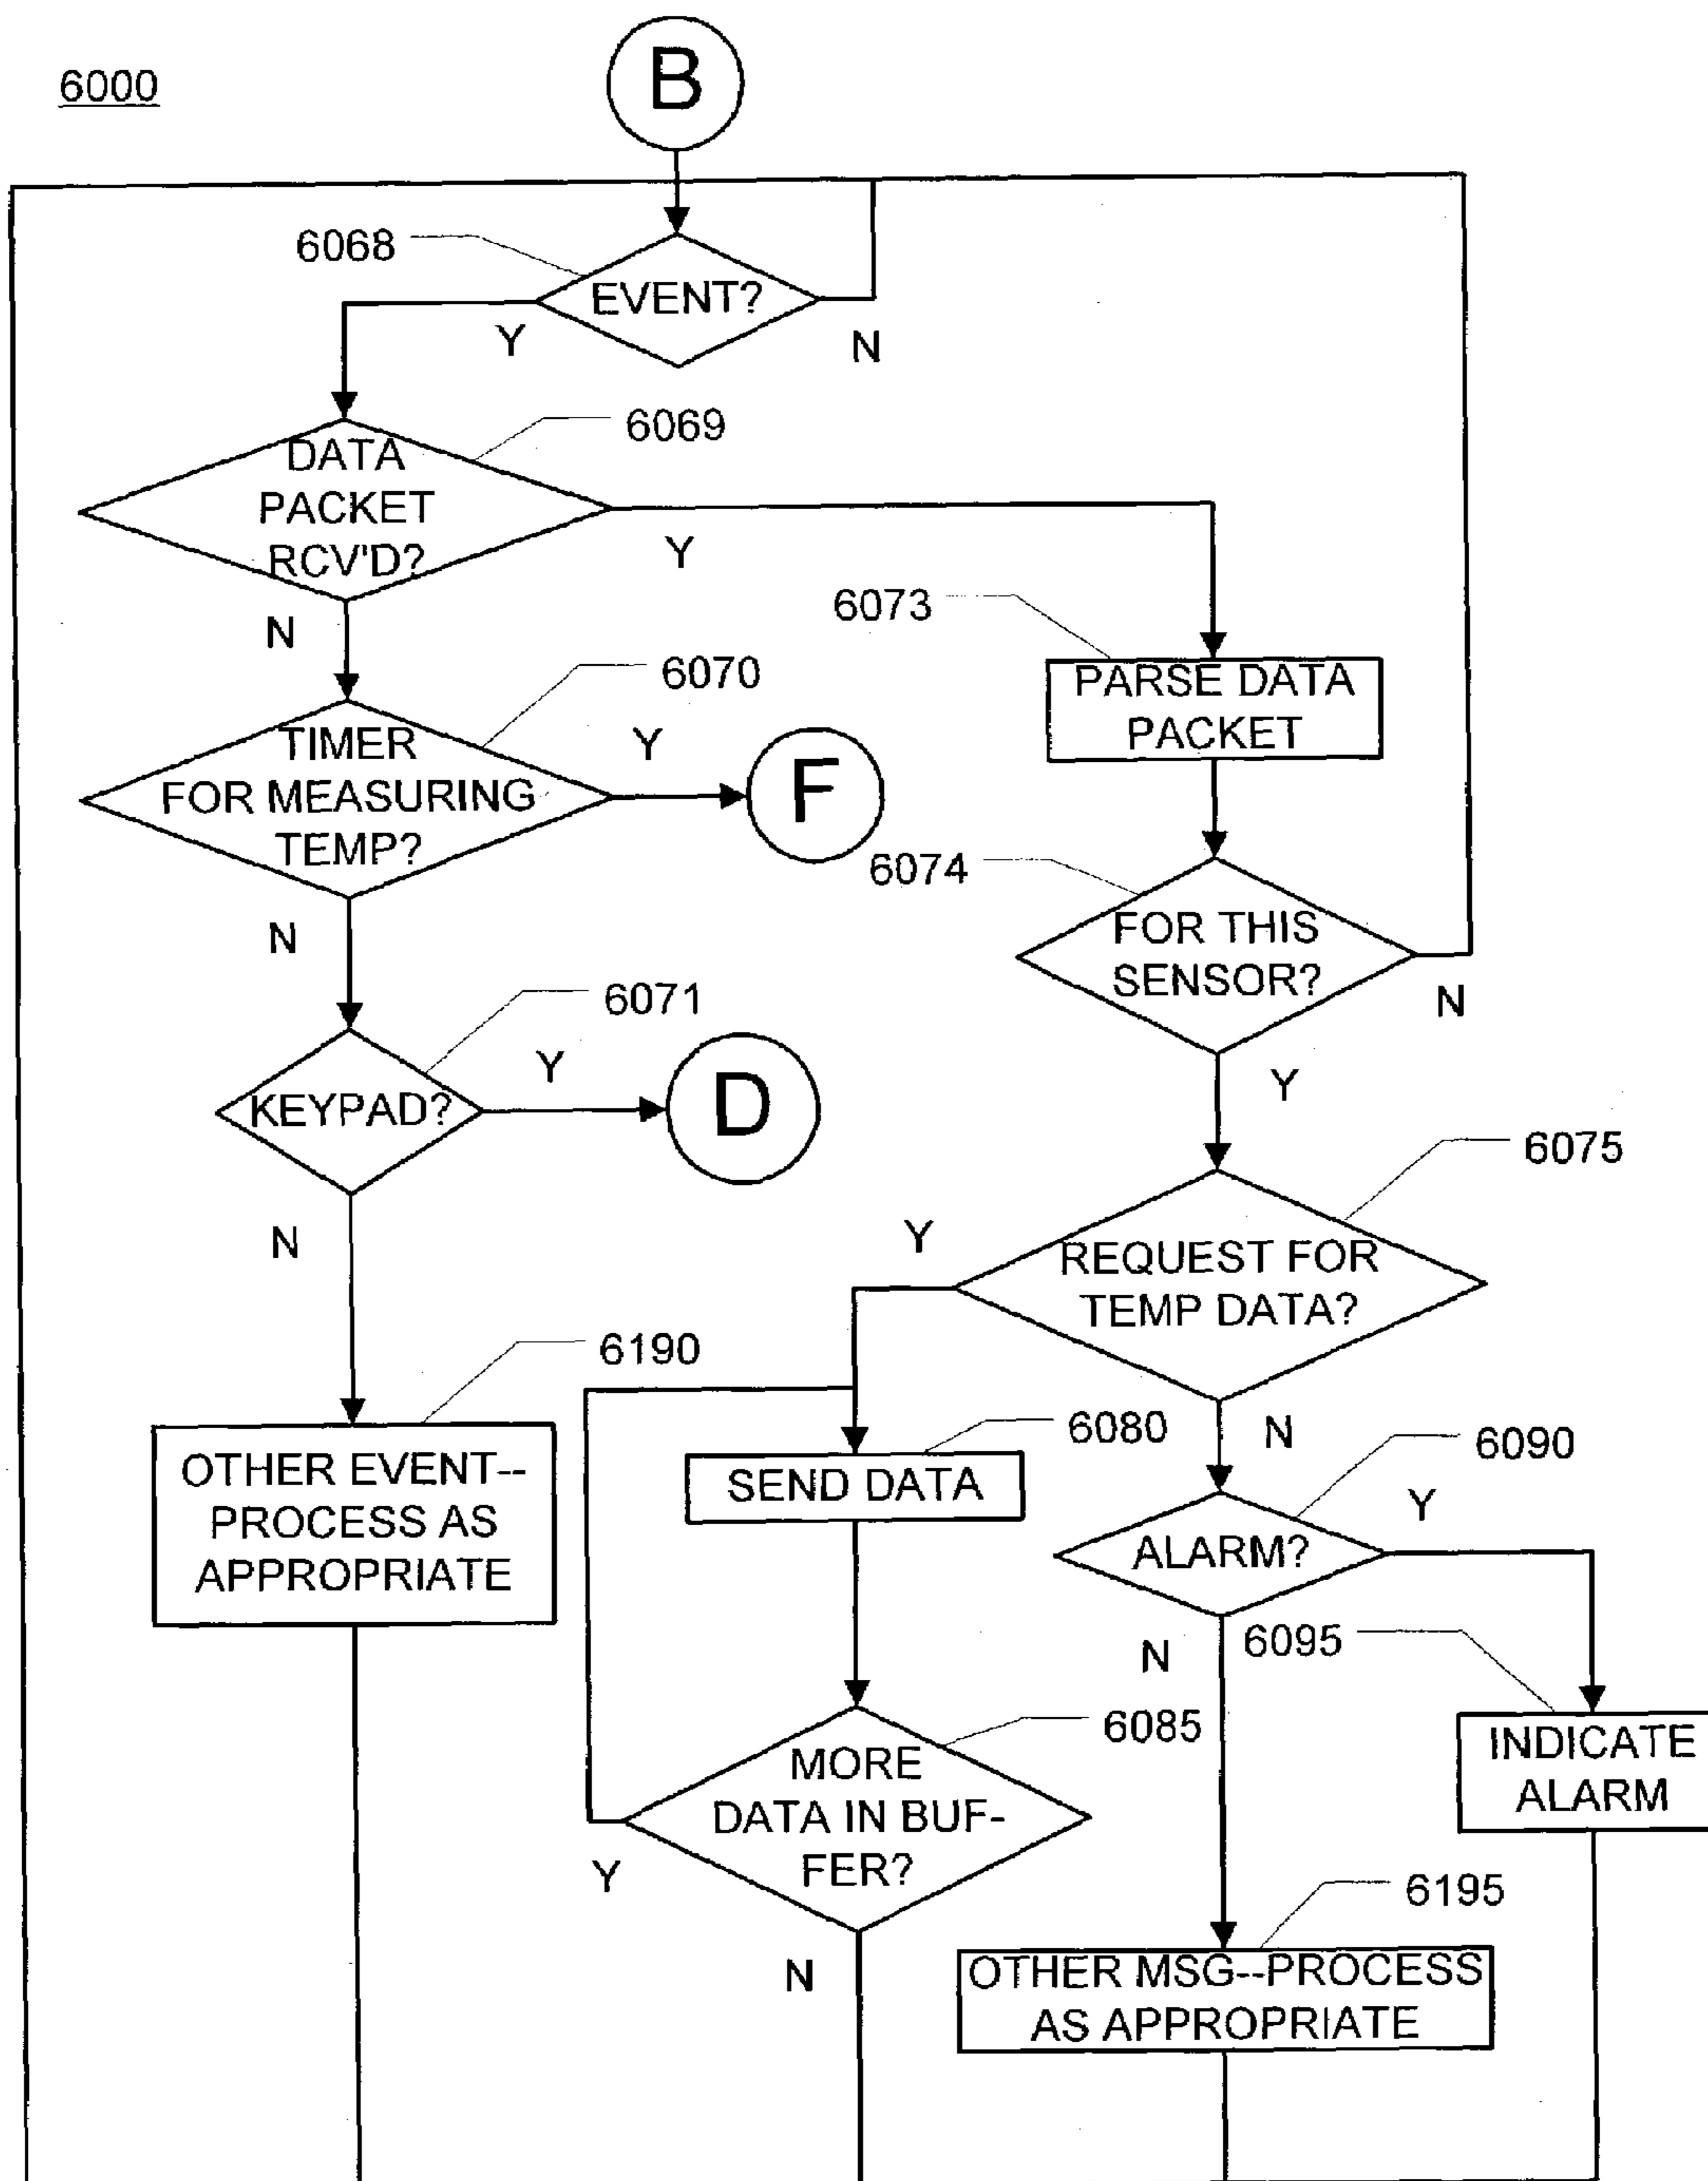 6000
B
6068
EVENT?
Y
N
6069
DATA
PACKET
RCV'D?
Y
N
6073
PARSE DATA
PACKET
6070
TIMER
FOR MEASURING
TEMP?
Y
F
N
6074
FOR THIS
SENSOR?
N
Y
6071
KEYPAD?
Y
D
N
6075
REQUEST FOR
TEMP DATA?
Y
N
6190
OTHER EVENT--
PROCESS AS
APPROPRIATE
6080
SEND DATA
6090
ALARM?
Y
N
6095
INDICATE
ALARM
6085
MORE
DATA IN BUF-
FER?
Y
N
6195
OTHER MSG--PROCESS
AS APPROPRIATE